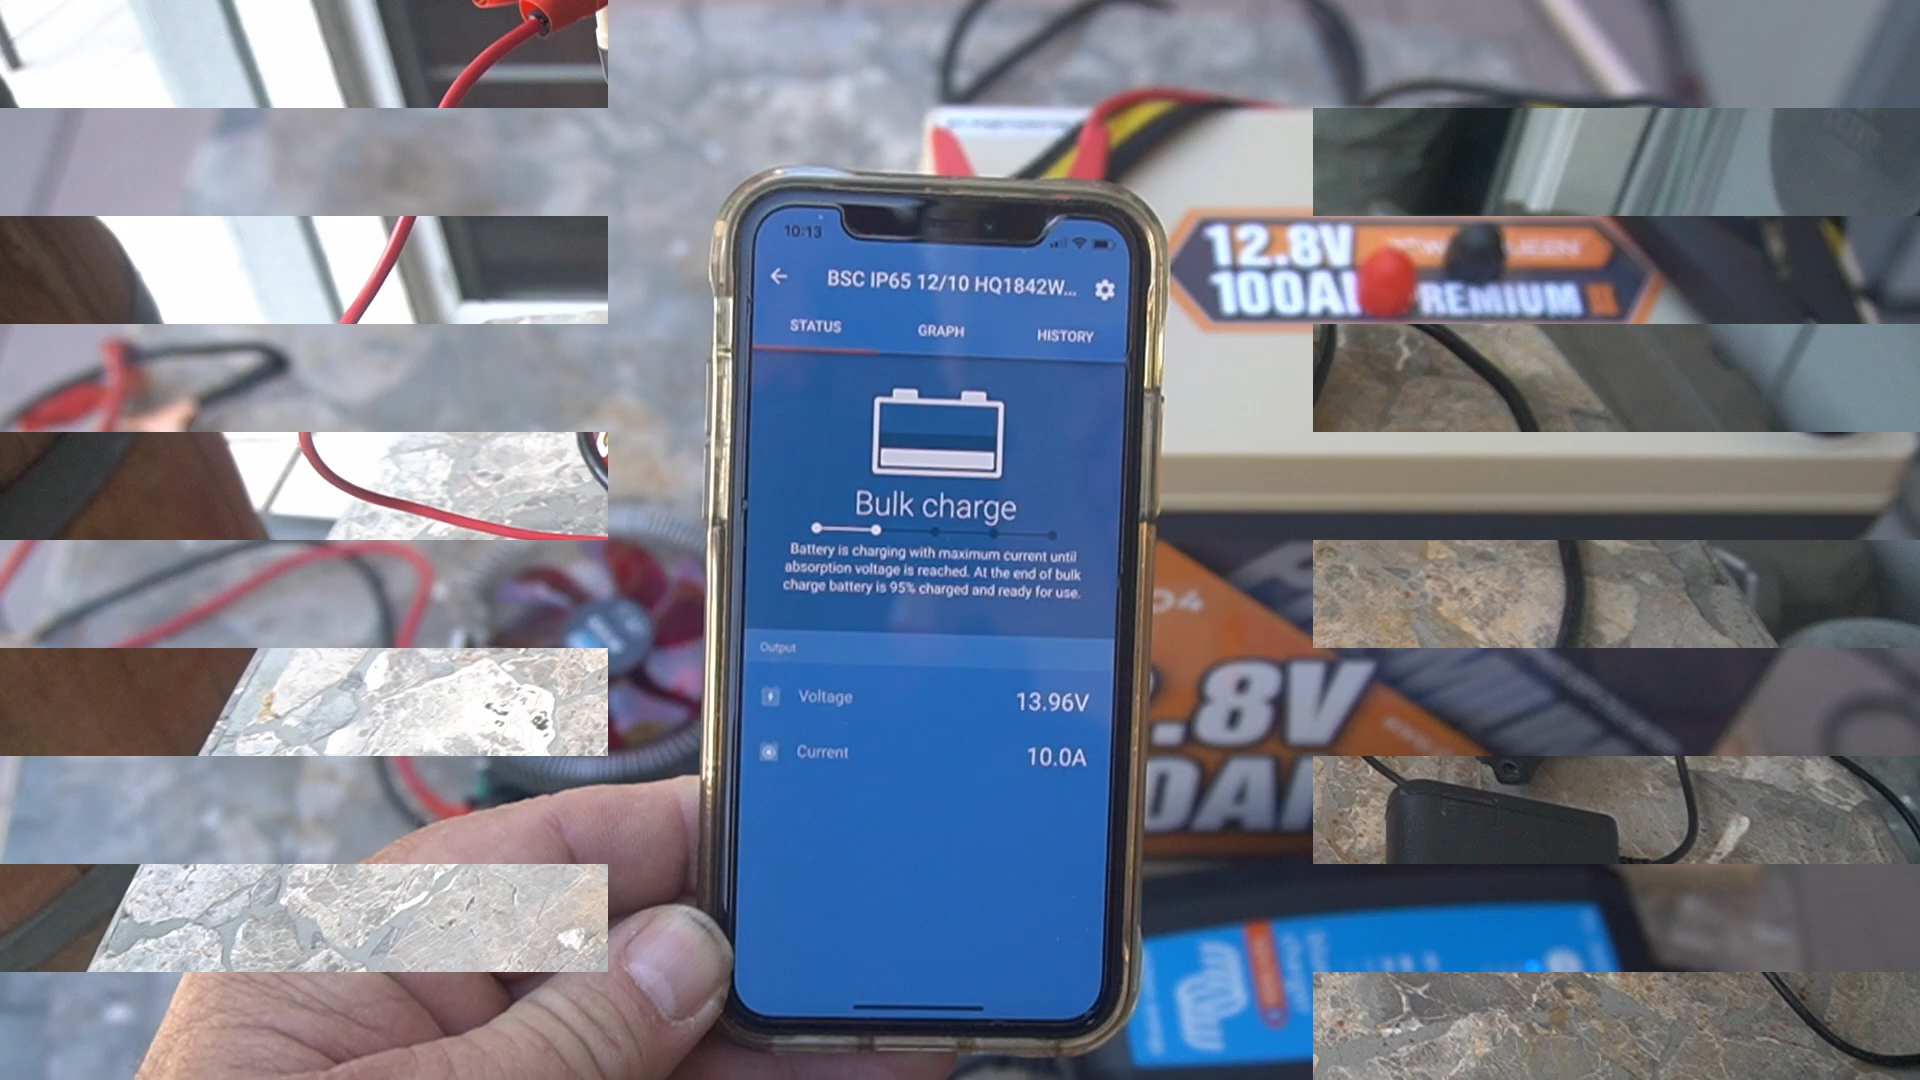 10:13
BSC IP65 12/10 HQ1842W...
STATUS GRAPH HISTORY
Bulk charge
Battery is charging with maximum current until
absorption voltage is reached. At the end of bulk
charge battery is 95% charged and ready for use.
Output
Voltage 13.96V
Current 10.0A
12.8V
100A
PREMIUM
.8V
0A